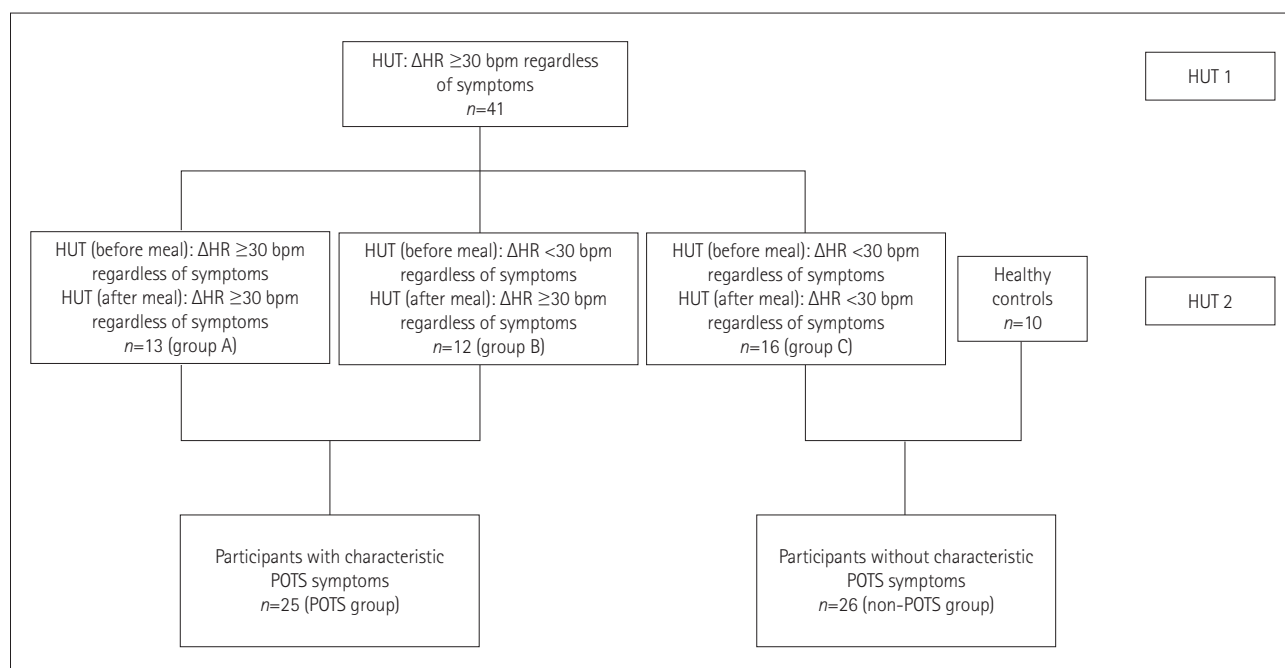 HUT: ΔHR ≥30 bpm regardless
of symptoms
n=41
HUT 1
HUT (before meal): ΔHR ≥30 bpm
regardless of symptoms
HUT (after meal): ΔHR ≥30 bpm
regardless of symptoms
n=13 (group A)
HUT (before meal): ΔHR <30 bpm
regardless of symptoms
HUT (after meal): ΔHR ≥30 bpm
regardless of symptoms
n=12 (group B)
HUT (before meal): ΔHR <30 bpm
regardless of symptoms
HUT (after meal): ΔHR <30 bpm
regardless of symptoms
n=16 (group C)
Healthy
controls
n=10
HUT 2
Participants with characteristic
POTS symptoms
n=25 (POTS group)
Participants without characteristic
POTS symptoms
n=26 (non-POTS group)